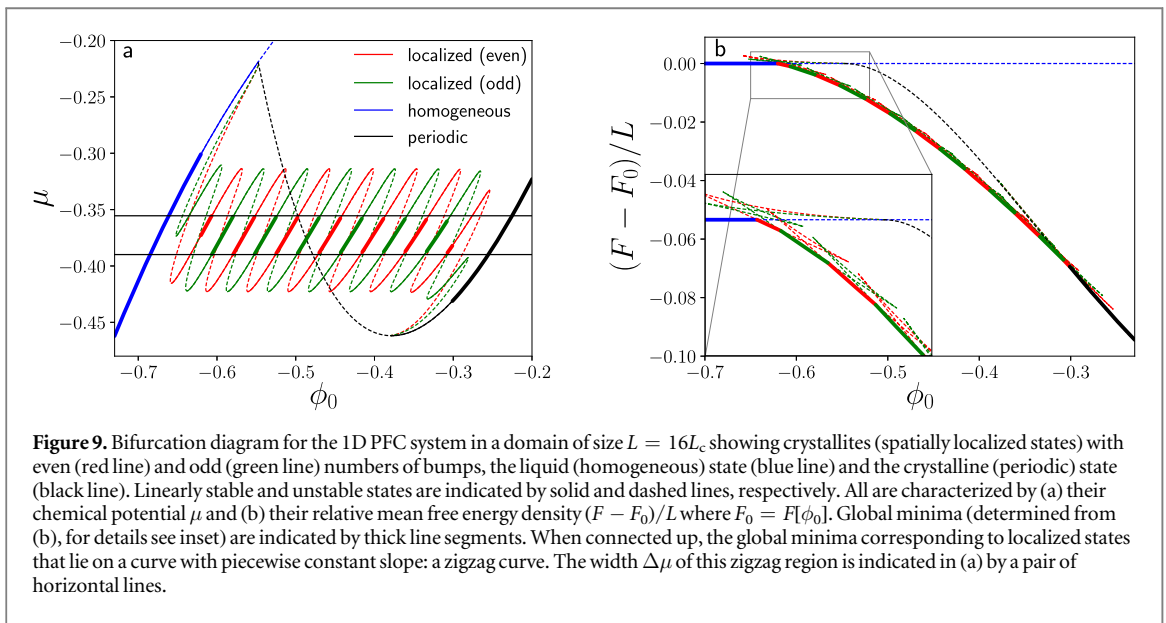 a
−0.20
−0.25
−0.30
−0.35
−0.40
−0.45
μ
localized (even)
localized (odd)
homogeneous
periodic
−0.7 −0.6 −0.5 −0.4 −0.3 −0.2
ϕ₀
b
0.00
−0.02
−0.04
−0.06
−0.08
−0.10
(F − F₀)/L
−0.7 −0.6 −0.5 −0.4 −0.3
ϕ₀
Figure 9. Bifurcation diagram for the 1D PFC system in a domain of size L = 16Lc showing crystallites (spatially localized states) with
even (red line) and odd (green line) numbers of bumps, the liquid (homogeneous) state (blue line) and the crystalline (periodic) state
(black line). Linearly stable and unstable states are indicated by solid and dashed lines, respectively. All are characterized by (a) their
chemical potential μ and (b) their relative mean free energy density (F − F₀)/L where F₀ = F[ϕ₀]. Global minima (determined from
(b), for details see inset) are indicated by thick line segments. When connected up, the global minima corresponding to localized states
that lie on a curve with piecewise constant slope: a zigzag curve. The width Δμ of this zigzag region is indicated in (a) by a pair of
horizontal lines.